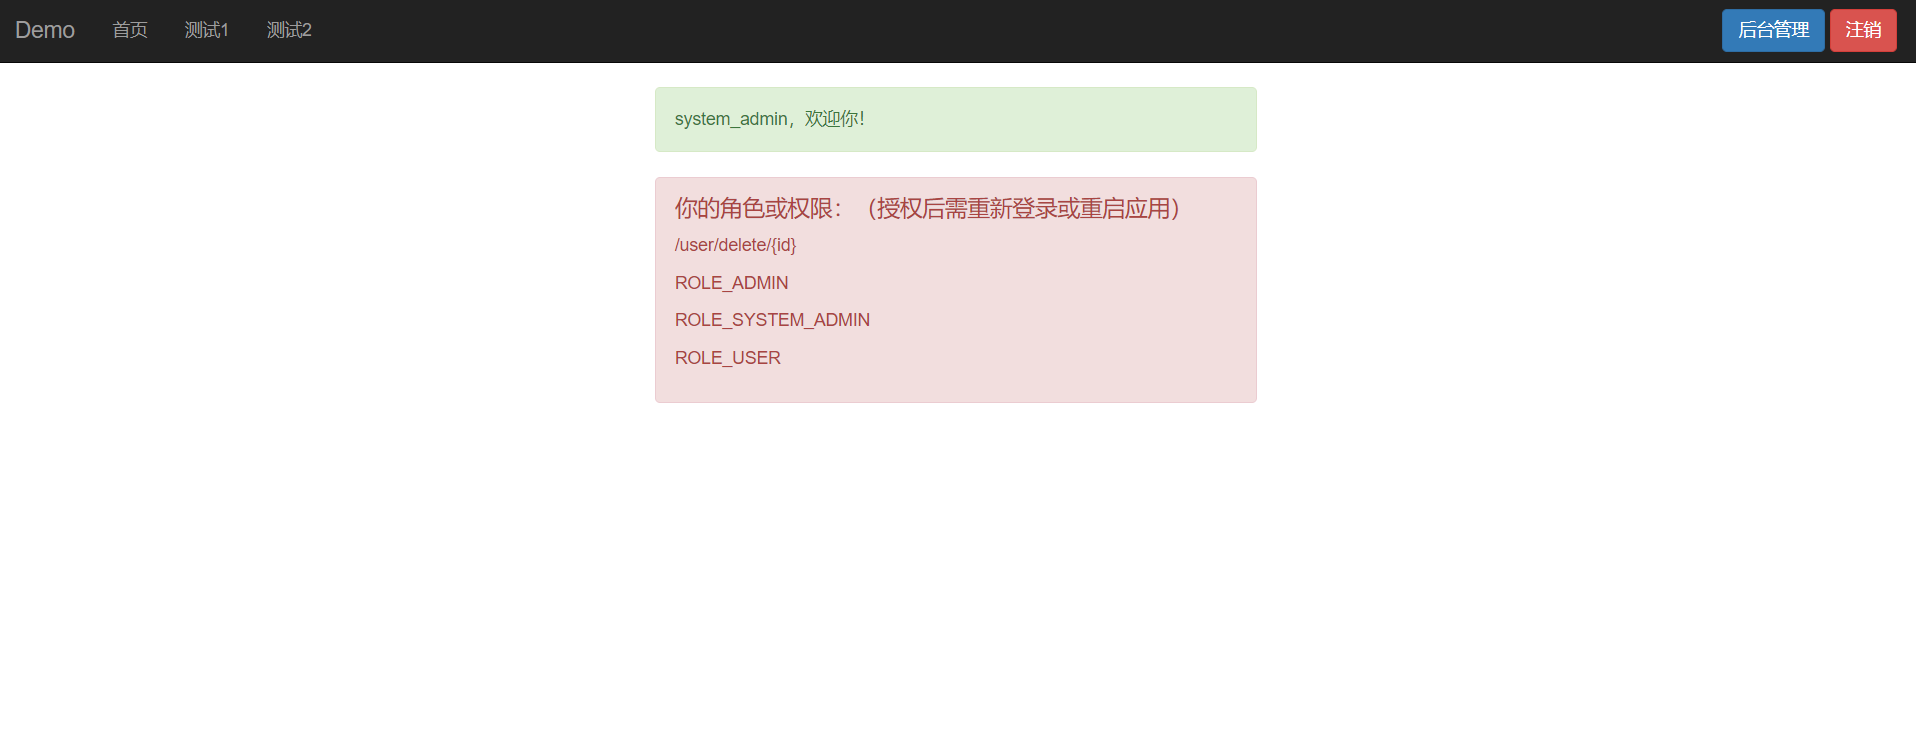 Demo 首页 测试1 测试2 后台管理 注销
system_admin，欢迎你！
你的角色或权限：（授权后需重新登录或重启应用）
/user/delete/{id}
ROLE_ADMIN
ROLE_SYSTEM_ADMIN
ROLE_USER